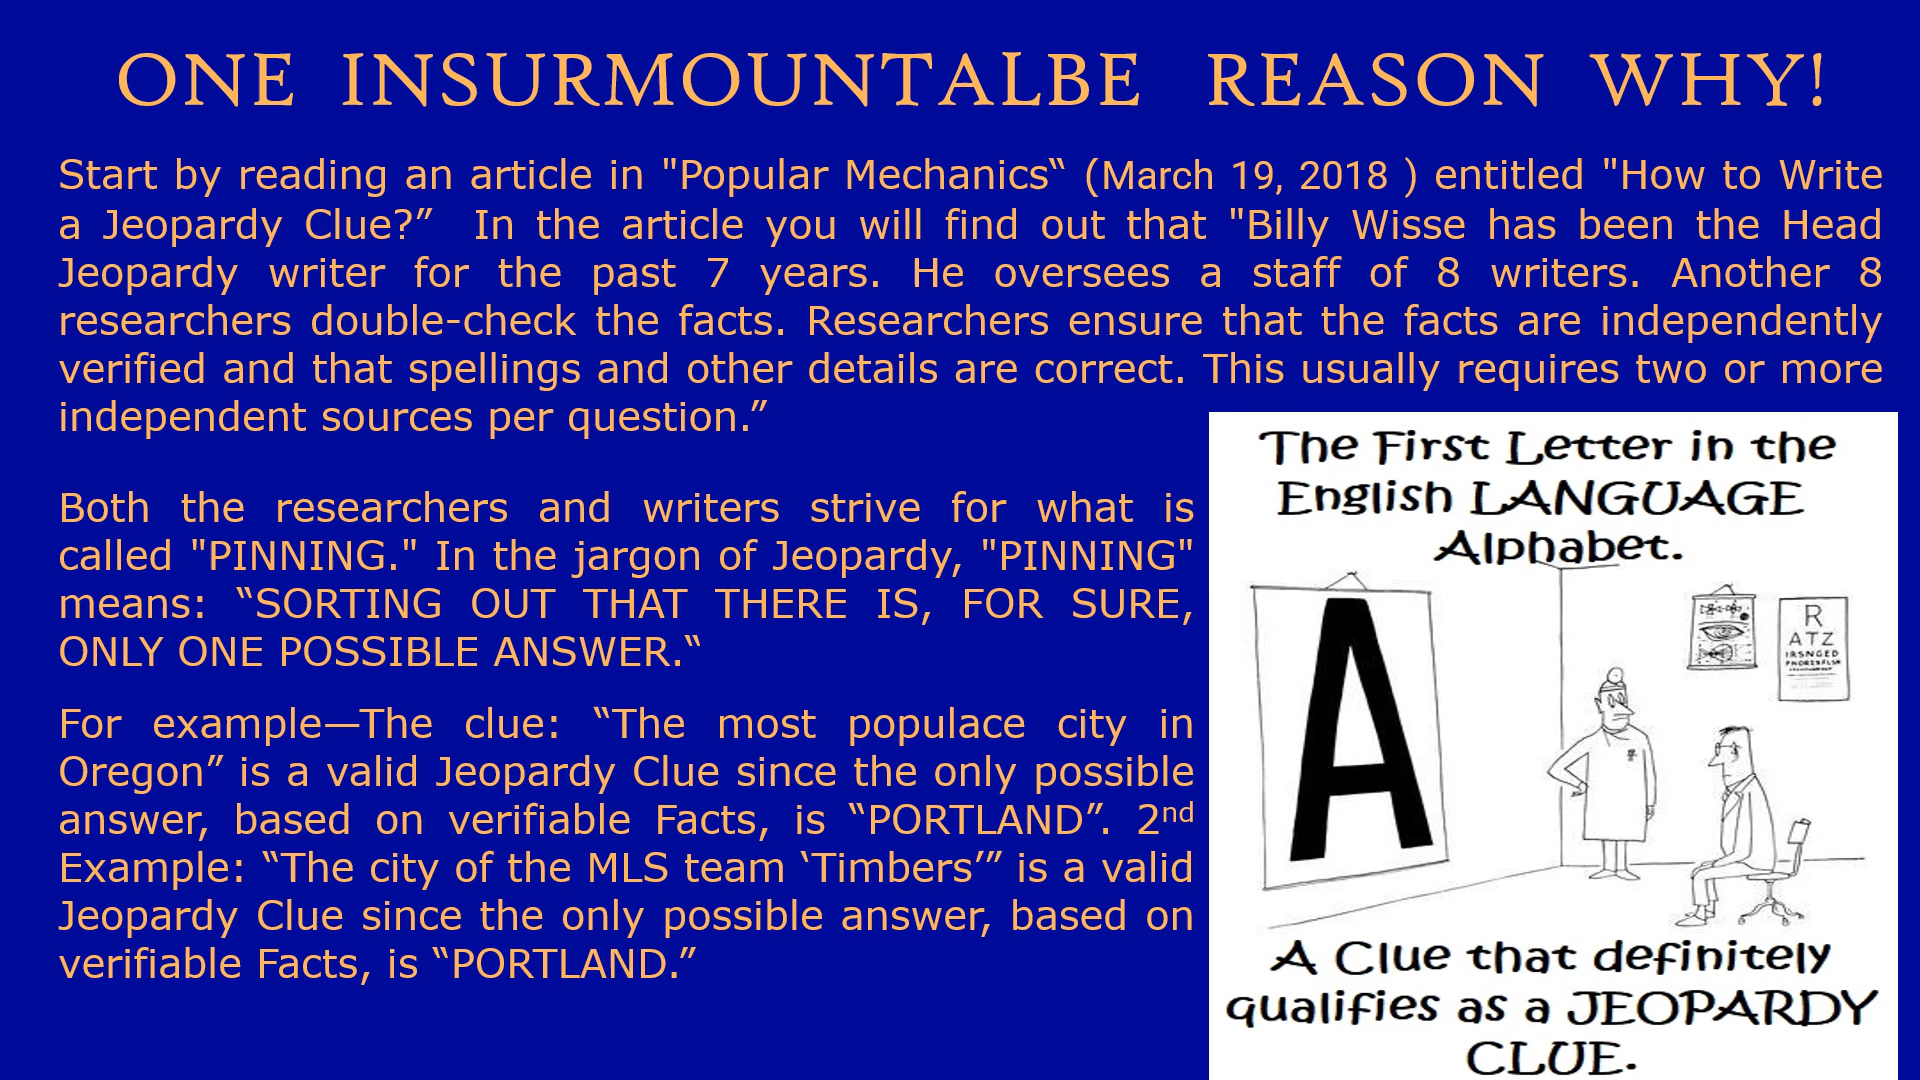 ONE INSURMOUNTALBE REASON WHY!
Start by reading an article in "Popular Mechanics“ (March 19, 2018 ) entitled "How to Write
a Jeopardy Clue?” In the article you will find out that "Billy Wisse has been the Head
Jeopardy writer for the past 7 years. He oversees a staff of 8 writers. Another 8
researchers double-check the facts. Researchers ensure that the facts are independently
verified and that spellings and other details are correct. This usually requires two or more
independent sources per question.”
Both the researchers and writers strive for what is
called "PINNING." In the jargon of Jeopardy, "PINNING"
means: “SORTING OUT THAT THERE IS, FOR SURE,
ONLY ONE POSSIBLE ANSWER.“
For example—The clue: “The most populace city in
Oregon” is a valid Jeopardy Clue since the only possible
answer, based on verifiable Facts, is “PORTLAND”. 2nd
Example: “The city of the MLS team ‘Timbers’” is a valid
Jeopardy Clue since the only possible answer, based on
verifiable Facts, is “PORTLAND.”
The First Letter in the
English LANGUAGE
Alphabet.
A
R
ATZ
IRSNGED
A Clue that definitely
qualifies as a JEOPARDY
CLUE.